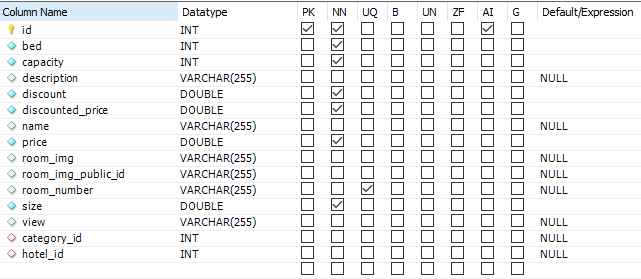 Column Name Datatype PK NN UQ B UN ZF AI G Default/Expression
id INT
bed INT
capacity INT
description VARCHAR(255) NULL
discount DOUBLE
discounted_price DOUBLE
name VARCHAR(255) NULL
price DOUBLE
room_img VARCHAR(255) NULL
room_img_public_id VARCHAR(255) NULL
room_number VARCHAR(255) NULL
size DOUBLE
view VARCHAR(255) NULL
category_id INT NULL
hotel_id INT NULL